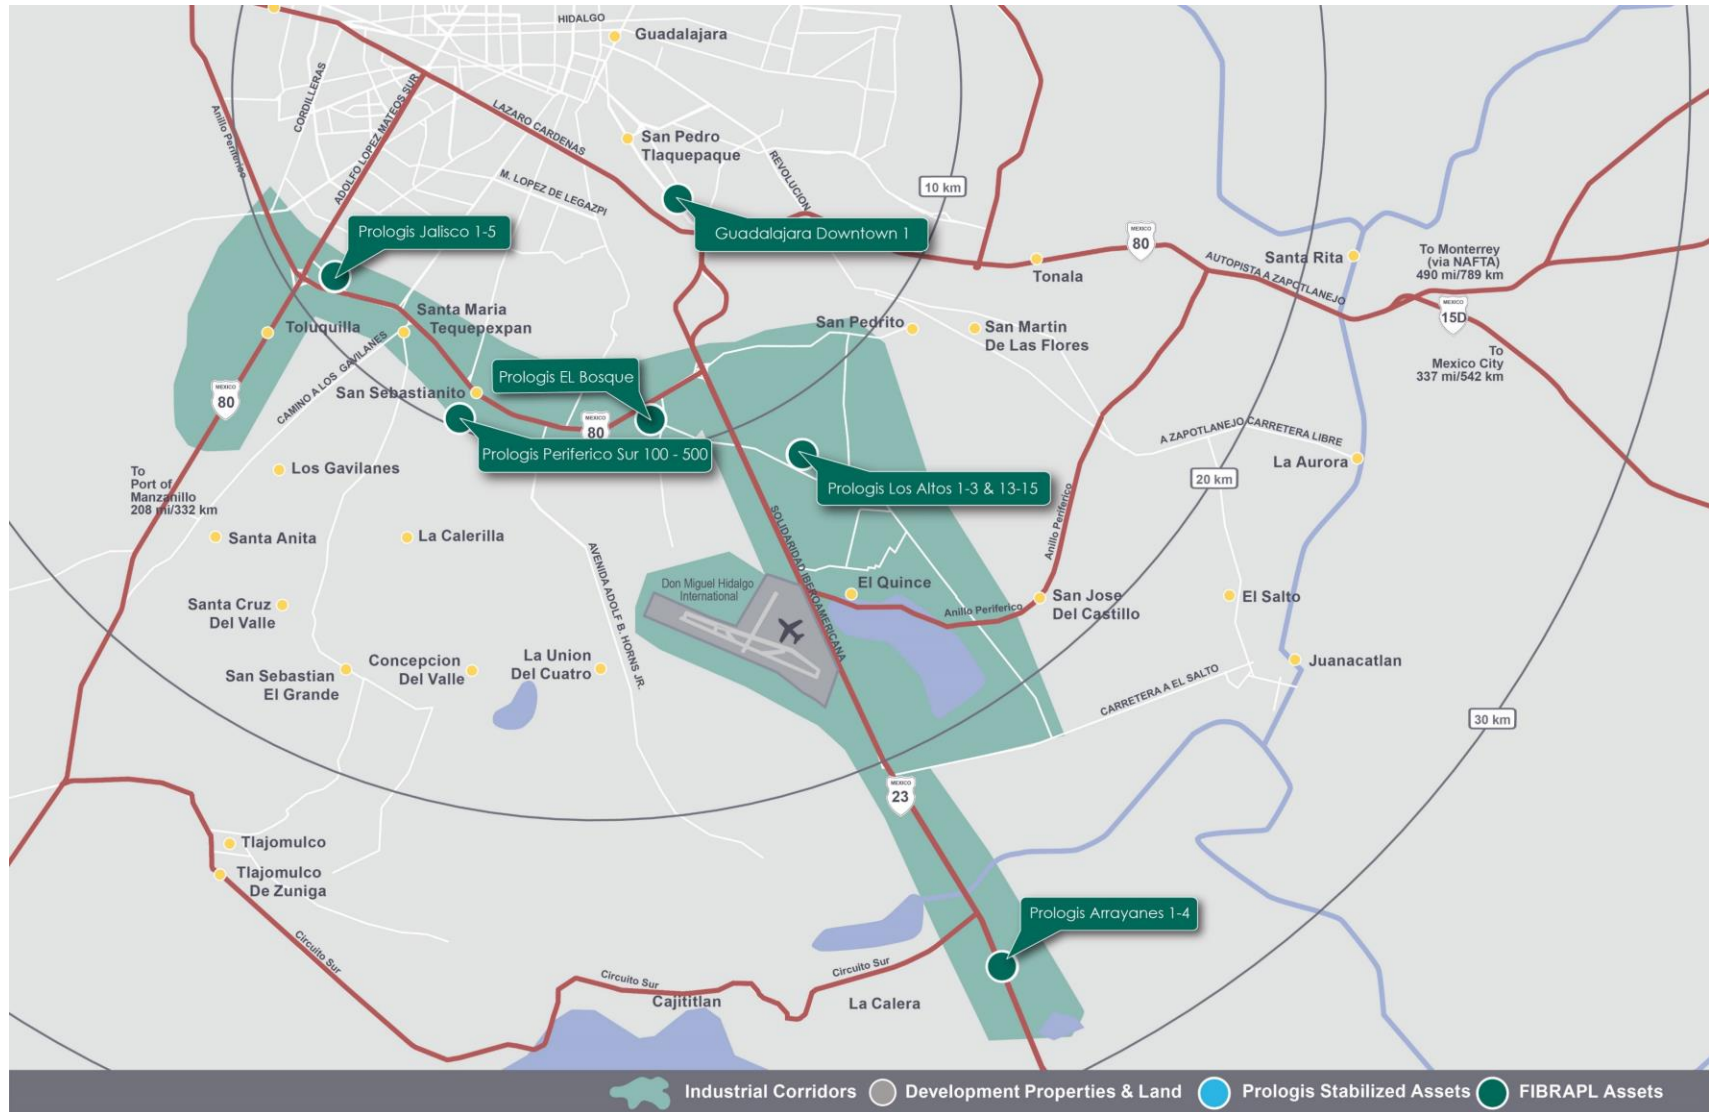 HIDALGO
Guadalajara
CORDILLERAS
Anillo Periferico
ADOLFO LOPEZ MATEOS SUR
LAZARO CARDENAS
San Pedro
Tlaquepaque
REVOLUCION
M. LOPEZ DE LEGAZPI
10 km
Prologis Jalisco 1-5
Guadalajara Downtown 1
MEXICO
80
Tonala
AUTOPISTA A ZAPOTLANEJO
Santa Rita
To Monterrey
(via NAFTA)
490 mi/789 km
MEXICO
15D
To
Mexico City
337 mi/542 km
Toluquilla
Santa Maria
Tequepexpan
San Pedrito
San Martin
De Las Flores
CAMINO A LOS GAVILANES
Prologis EL Bosque
San Sebastianito
MEXICO
80
MEXICO
80
Prologis Periferico Sur 100 - 500
A ZAPOTLANEJO CARRETERA LIBRE
La Aurora
To
Port of
Manzanillo
208 mi/332 km
Los Gavilanes
Prologis Los Altos 1-3 & 13-15
20 km
SOLIDARIDAD IBEROAMERICANA
Anillo Periferico
Santa Anita
La Calerilla
AVENIDA ADOLF B. HORNS JR.
Don Miguel Hidalgo
International
El Quince
Anillo Periferico
San Jose
Del Castillo
El Salto
Santa Cruz
Del Valle
San Sebastian
El Grande
Concepcion
Del Valle
La Union
Del Cuatro
Juanacatlan
CARRETERA A EL SALTO
30 km
MEXICO
23
Tlajomulco
Tlajomulco
De Zuniga
Prologis Arrayanes 1-4
Circuito Sur
Circuito Sur
Circuito Sur
Cajititlan
La Calera
Industrial Corridors
Development Properties & Land
Prologis Stabilized Assets
FIBRAPL Assets